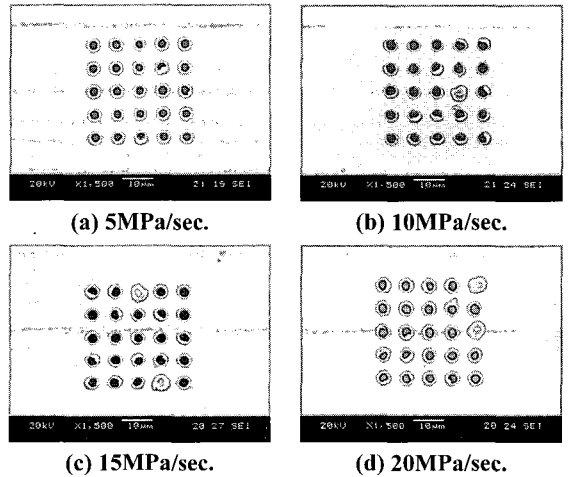 20kV X1,500 10μm 21 19 SEI
20kV X1,500 10μm 21 24 SEI
(a) 5MPa/sec.
(b) 10MPa/sec.
20kV X1,500 10μm 20 27 SEI
20kV X1,500 10μm 20 24 SEI
(c) 15MPa/sec.
(d) 20MPa/sec.